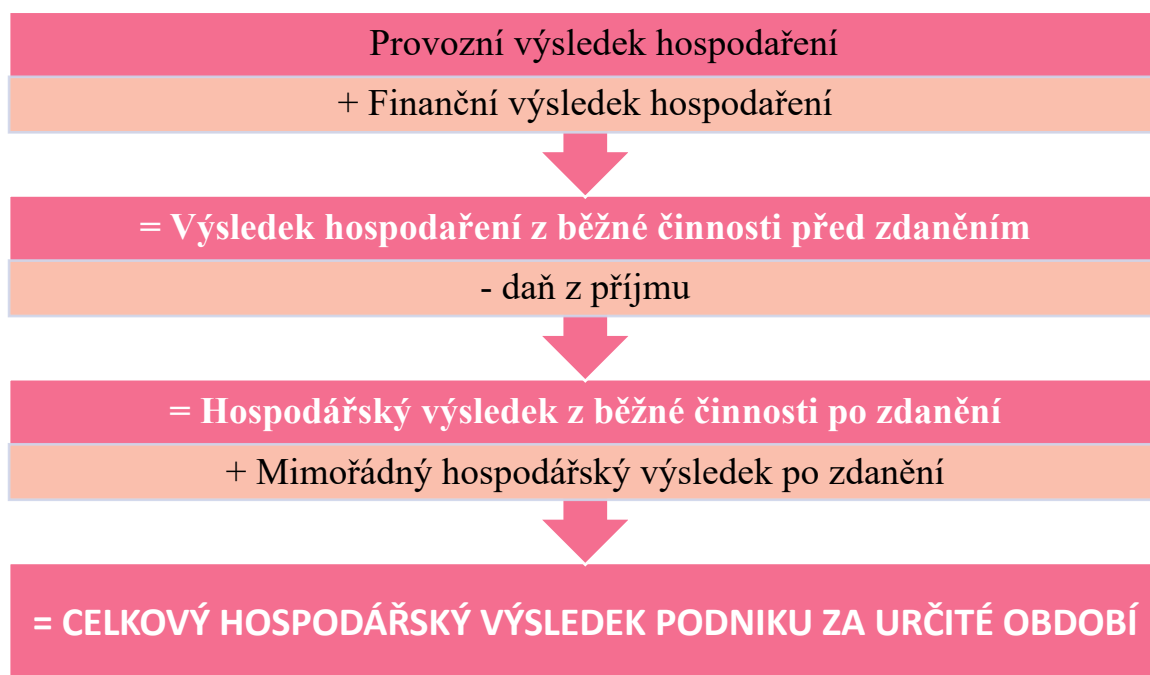 Provozní výsledek hospodaření
+ Finanční výsledek hospodaření
= Výsledek hospodaření z běžné činnosti před zdaněním
- daň z příjmu
= Hospodářský výsledek z běžné činnosti po zdanění
+ Mimořádný hospodářský výsledek po zdanění
= CELKOVÝ HOSPODÁŘSKÝ VÝSLEDEK PODNIKU ZA URČITÉ OBDOBÍ